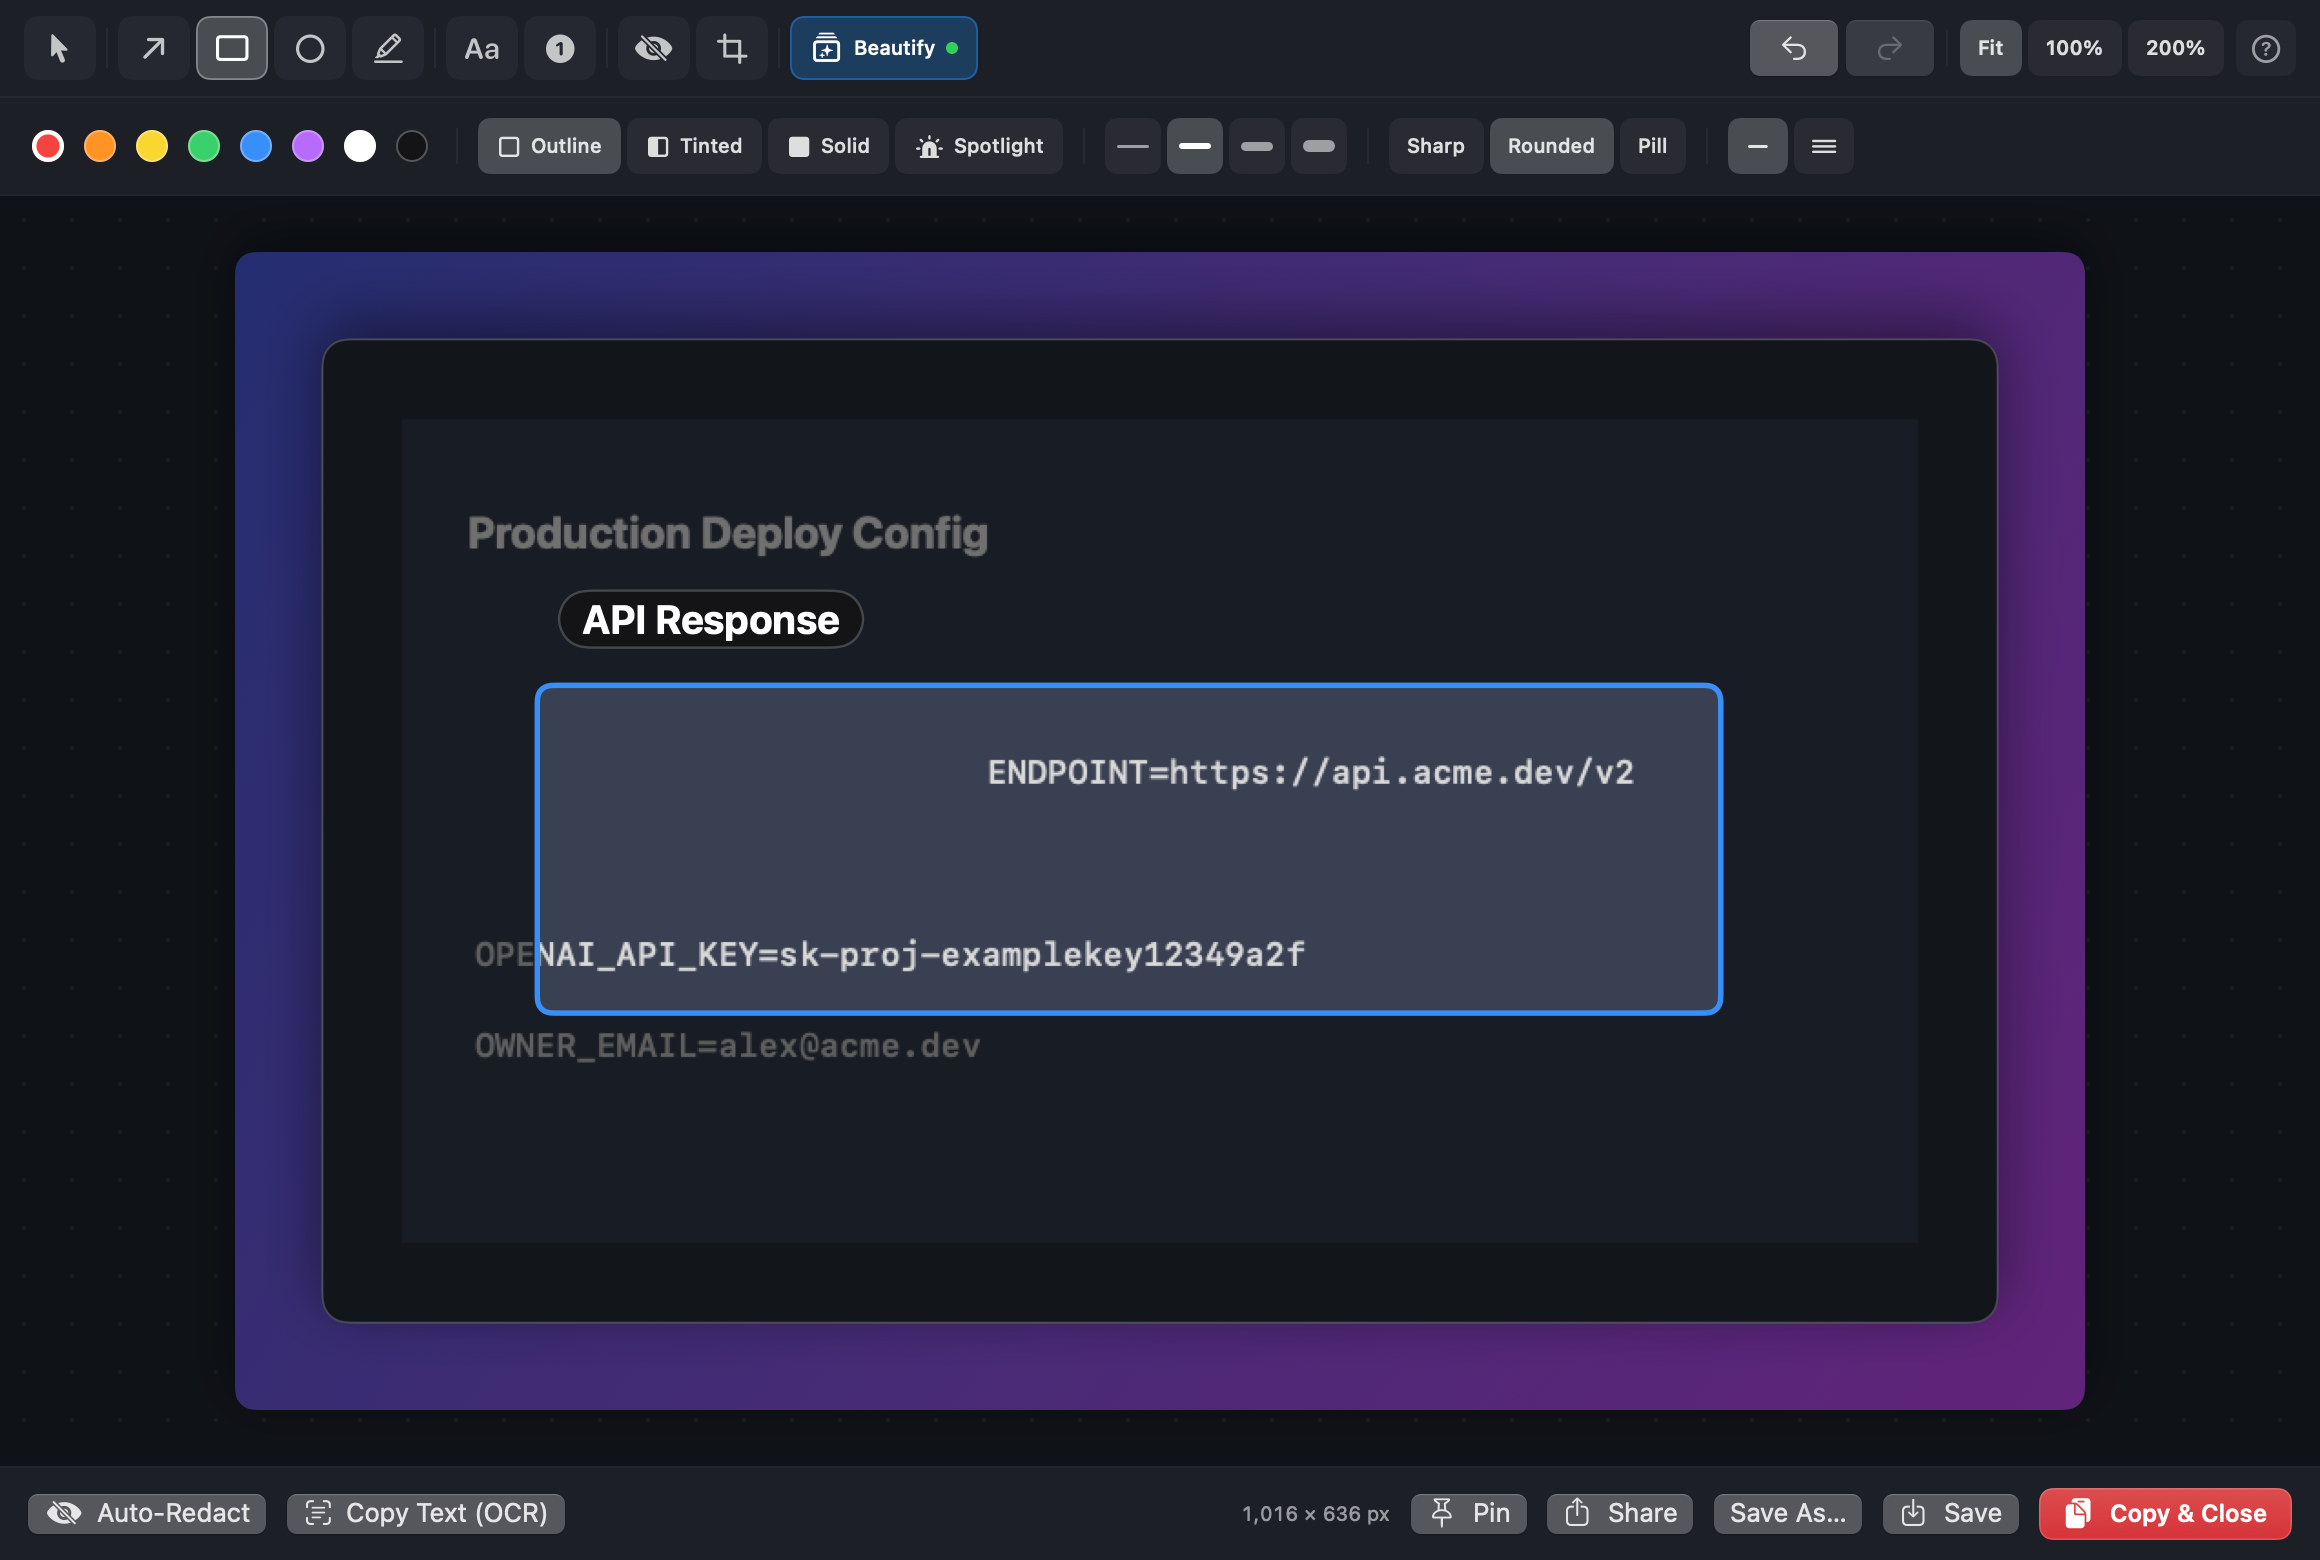 Aa
1
Beautify
Fit
100%
200%
?
Outline
Tinted
Solid
Spotlight
Sharp
Rounded
Pill
Production Deploy Config
API Response
ENDPOINT=https://api.acme.dev/v2
OPENAI_API_KEY=sk-proj-examplekey12349a2f
OWNER_EMAIL=alex@acme.dev
Auto-Redact
Copy Text (OCR)
1,016 × 636 px
Pin
Share
Save As...
Save
Copy & Close